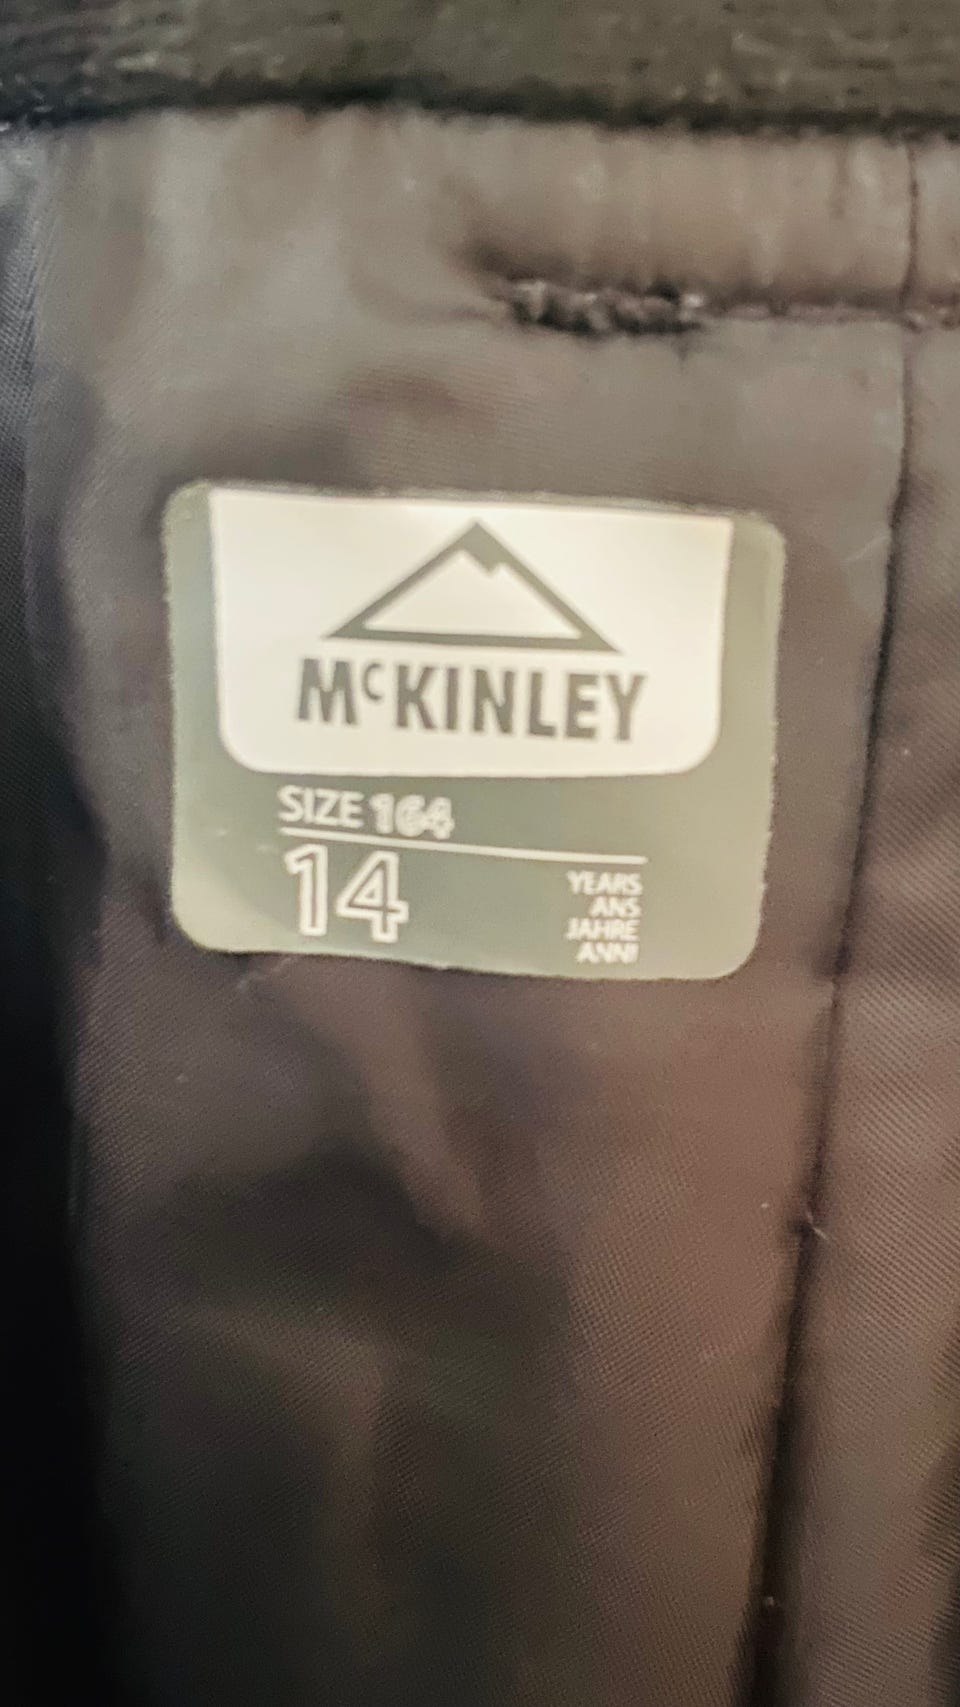 McKINLEY
SIZE 164
14
YEARS
ANS
JAHRE
ANNI